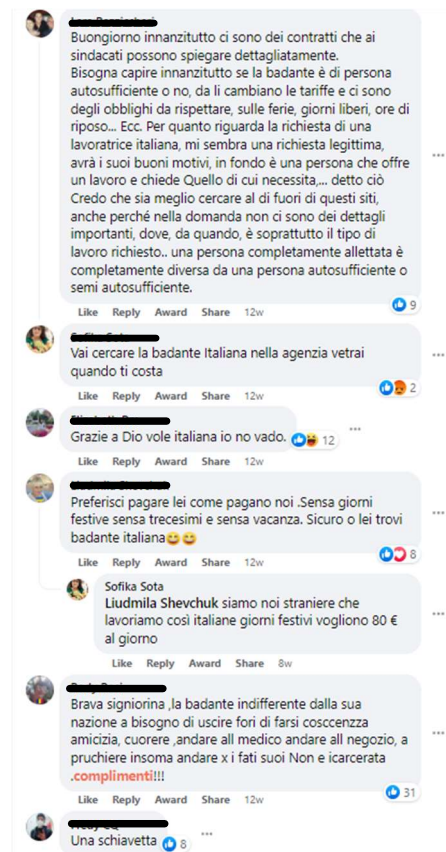 Buongiorno innanzitutto ci sono dei contratti che ai
sindacati possono spiegare dettagliatamente.
Bisogna capire innanzitutto se la badante è di persona
autosufficiente o no, da li cambiano le tariffe e ci sono
degli obblighi da rispettare, sulle ferie, giorni liberi, ore di
riposo... Ecc. Per quanto riguarda la richiesta di una
lavoratrice italiana, mi sembra una richiesta legittima,
avrà i suoi buoni motivi, in fondo è una persona che offre
un lavoro e chiede Quello di cui necessita,... detto ciò
Credo che sia meglio cercare al di fuori di questi siti,
anche perché nella domanda non ci sono dei dettagli
importanti, dove, da quando, è soprattutto il tipo di
lavoro richiesto.. una persona completamente allettata è
completamente diversa da una persona autosufficiente o
semi autosufficiente.
9
Like Reply Award Share 12w
Vai cercare la badante Italiana nella agenzia vetrai
quando ti costa
2
Like Reply Award Share 12w
Grazie a Dio vole italiana io no vado. 12
Like Reply Award Share 12w
Preferisci pagare lei come pagano noi .Sensa giorni
festive sensa trecesimi e sensa vacanza. Sicuro o lei trovi
badante italiana😄😄
8
Like Reply Award Share 12w
Sofika Sota
Liudmila Shevchuk siamo noi straniere che
lavoriamo così italiane giorni festivi vogliono 80 €
al giorno
Like Reply Award Share 8w
Brava signiorina ,la badante indifferente dalla sua
nazione a bisogno di uscire fori di farsi cosccenzza
amicizia, cuorere ,andare all medico andare all negozio, a
pruchiere insoma andare x i fati suoi Non e icarcerata
.complimenti!!!
31
Like Reply Award Share 12w
Una schiavetta 8